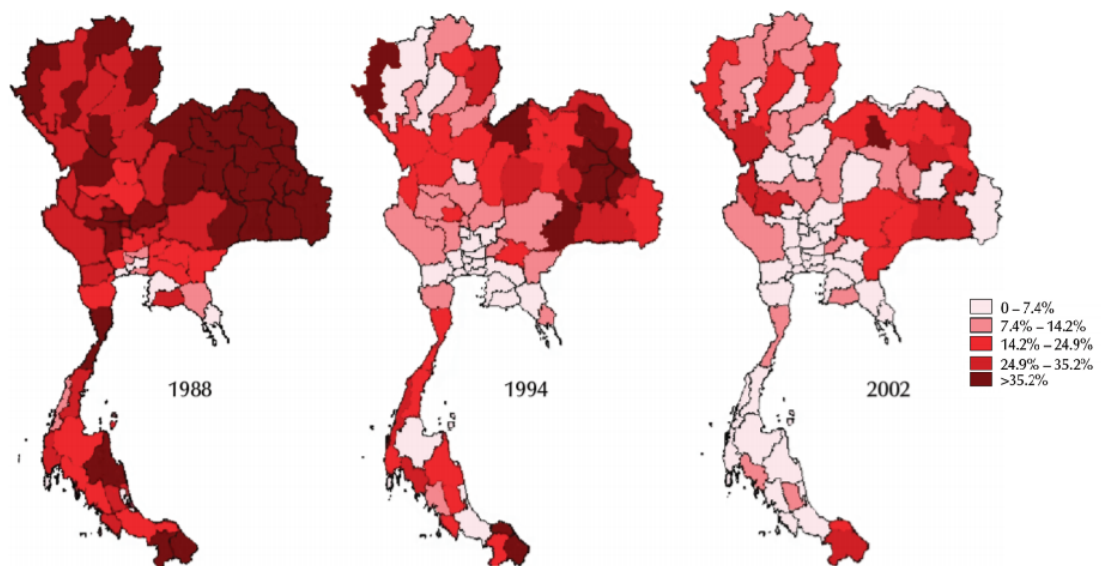 1988
1994
2002
0 – 7.4%
7.4% – 14.2%
14.2% – 24.9%
24.9% – 35.2%
>35.2%